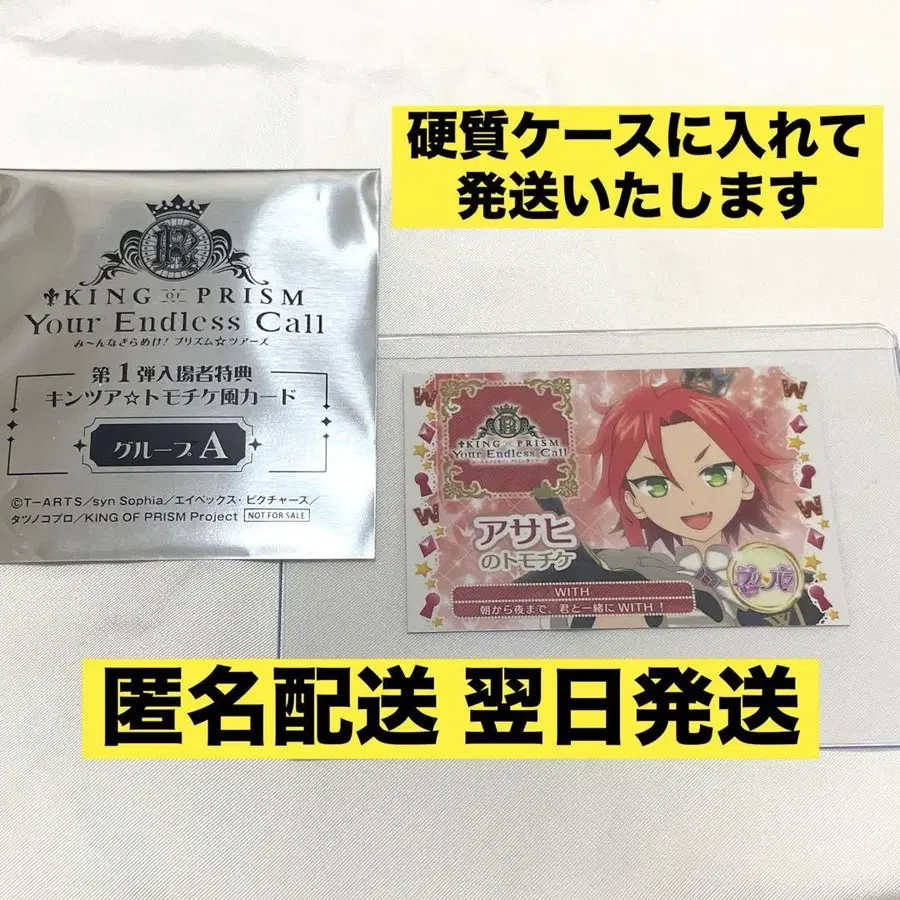 硬質ケースに入れて
発送いたします
KING OF PRISM
Your Endless Call
み〜んなきらめけ!プリズム☆ツアーズ
第1弾入場者特典
キンツア☆トモチケ風カード
グループA
©T-ARTS/syn Sophia/エイベックス・ピクチャーズ/
タツノコプロ/KING OF PRISM Project NOT FOR SALE
KING OF PRISM
Your Endless Call
アサヒ
のトモチケ
WITH
朝から夜まで、君と一緒にWITH!
プリパラ
匿名配送 翌日発送